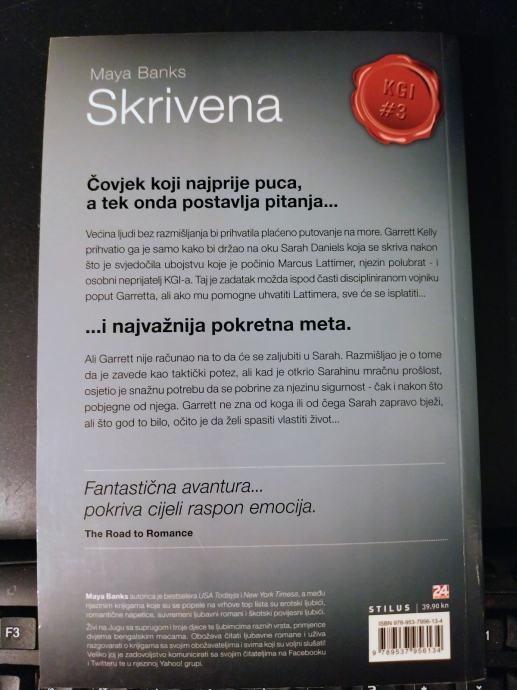 Maya Banks
Skrivena
KGI
#3
Čovjek koji najprije puca,
a tek onda postavlja pitanja...
Većina ljudi bez razmišljanja bi prihvatila plaćeno putovanje na more. Garrett Kelly
prihvatio ga je samo kako bi držao na oku Sarah Daniels koja se skriva nakon
što je svjedočila ubojstvu koje je počinio Marcus Lattimer, njezin polubrat - i
osobni neprijatelj KGI-a. Taj je zadatak možda ispod časti discipliniranom vojniku
poput Garretta, ali ako mu pomogne uhvatiti Lattimera, sve će se isplatiti...
...i najvažnija pokretna meta.
Ali Garrett nije računao na to da će se zaljubiti u Sarah. Razmišljao je o tome
da je zavede kao taktički potez, ali kad je otkrio Sarahinu mračnu prošlost,
osjetio je snažnu potrebu da se pobrine za njezinu sigurnost - čak i nakon što
pobjegne od njega. Garrett ne zna od koga ili od čega Sarah zapravo bježi,
ali što god to bilo, očito je da želi spasiti vlastiti život...
Fantastična avantura...
pokriva cijeli raspon emocija.
The Road to Romance
Maya Banks autorica je bestselera USA Todayja i New York Timesa, a među
njezinim knjigama koje su se popele na vrhove top lista su erotski ljubići,
romantične napetice, suvremeni ljubavni romani i škotski povijesni ljubići.
Živi na Jugu sa suprugom i troje djece te ljubimcima raznih vrsta, primjerice
dvjema bengalskim macama. Obožava čitati ljubavne romane i uživa
razgovarati o knjigama sa svojim obožavateljima i svima koji su voljni slušati!
Veliko joj je zadovoljstvo komunicirati sa svojim čitateljima na Facebooku
i Twitteru te u njezinoj Yahoo! grupi.
24
STILUS 39,90 kn
ISBN 978-953-7956-13-4
9 789537 956134
F3
1